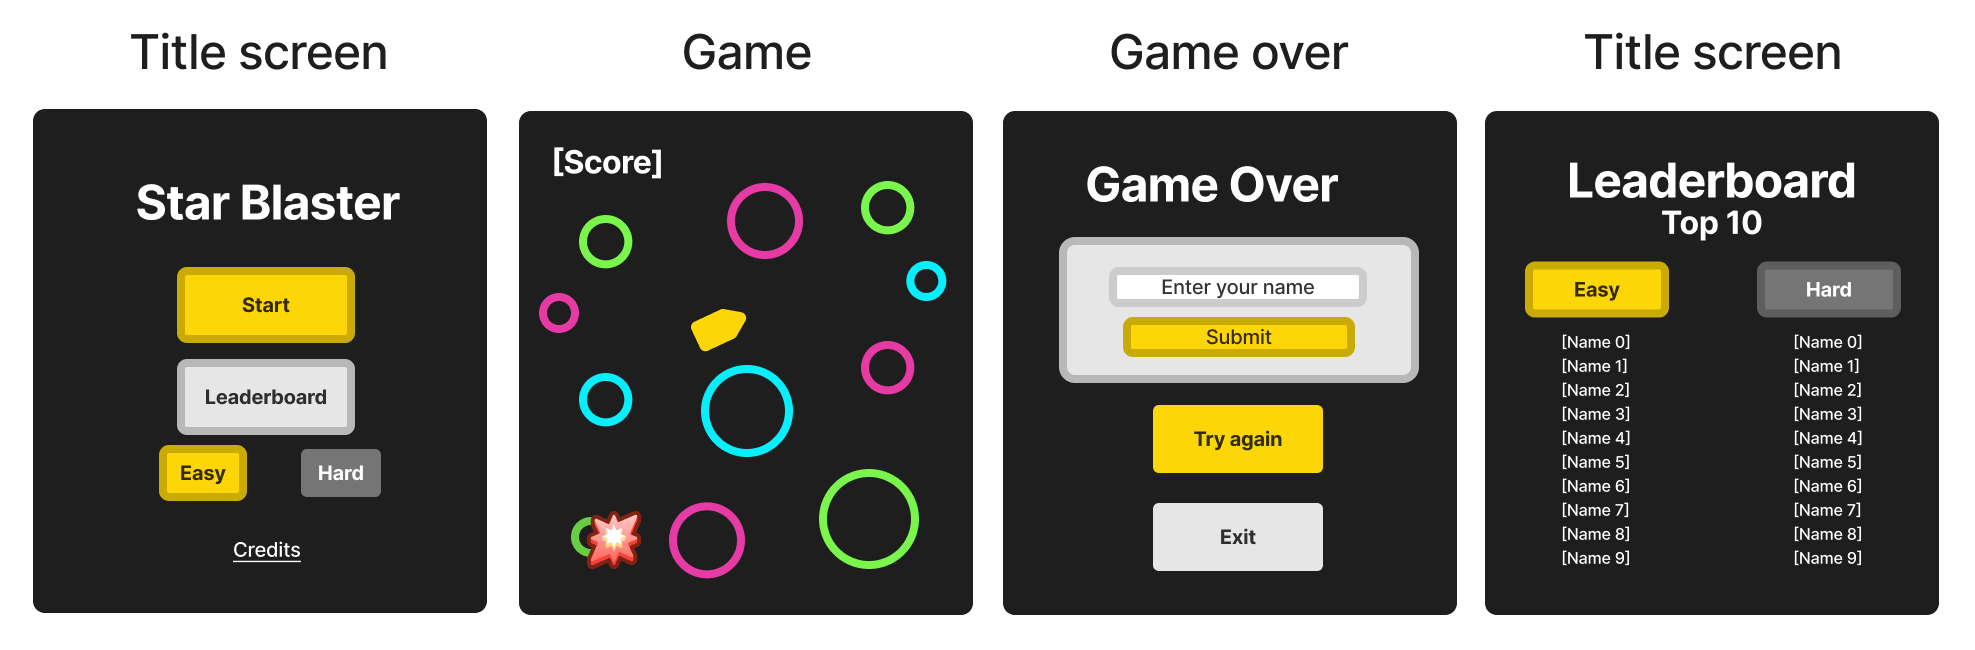 Title screen
Star Blaster
Start
Leaderboard
Easy
Hard
Credits
Game
[Score]
Game over
Game Over
Enter your name
Submit
Try again
Exit
Title screen
Leaderboard
Top 10
Easy
Hard
[Name 0]
[Name 1]
[Name 2]
[Name 3]
[Name 4]
[Name 5]
[Name 6]
[Name 7]
[Name 8]
[Name 9]
[Name 0]
[Name 1]
[Name 2]
[Name 3]
[Name 4]
[Name 5]
[Name 6]
[Name 7]
[Name 8]
[Name 9]